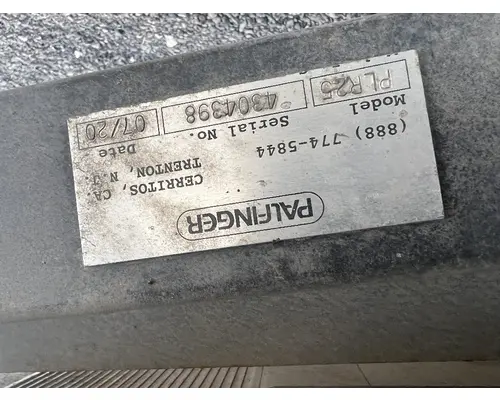 PALFINGER
CERRITOS, CA.
TRENTON, N.J.
(888) 774-5844
Model Serial No. Date
PLR25 4304398 07/20